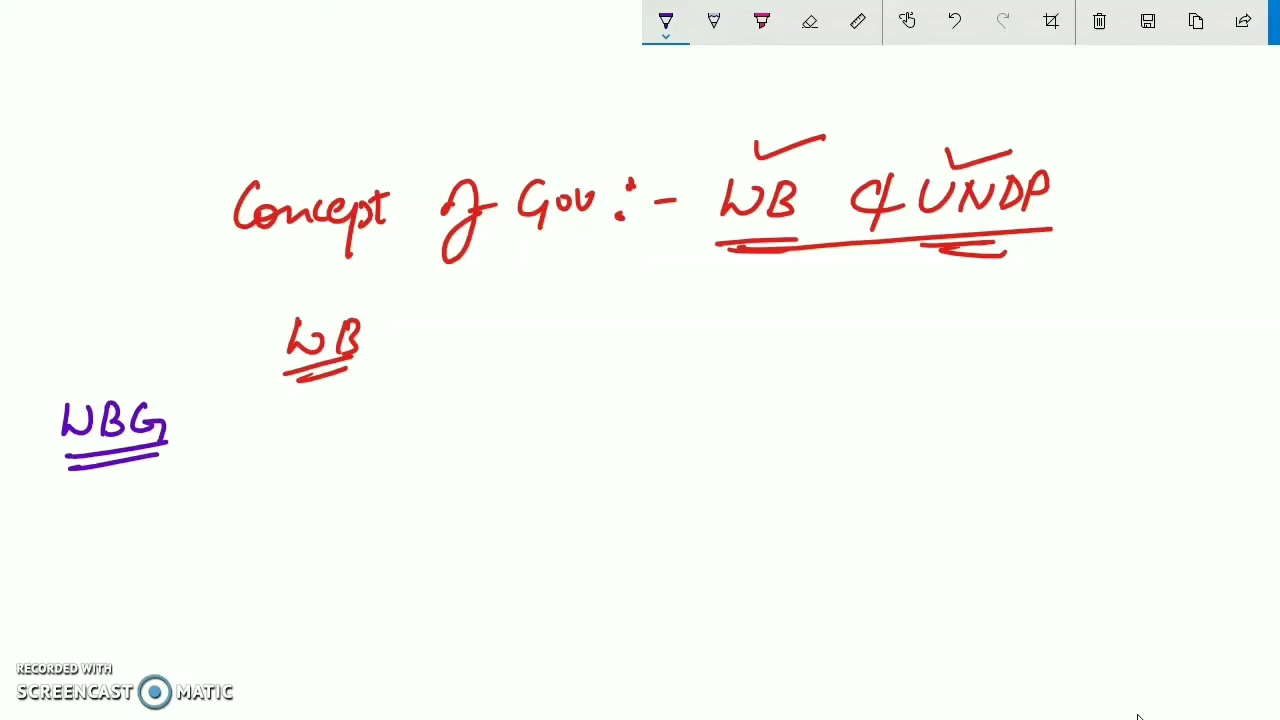 Concept of Gov :- WB & UNDP
WB
WBG
RECORDED WITH
SCREENCAST MATIC